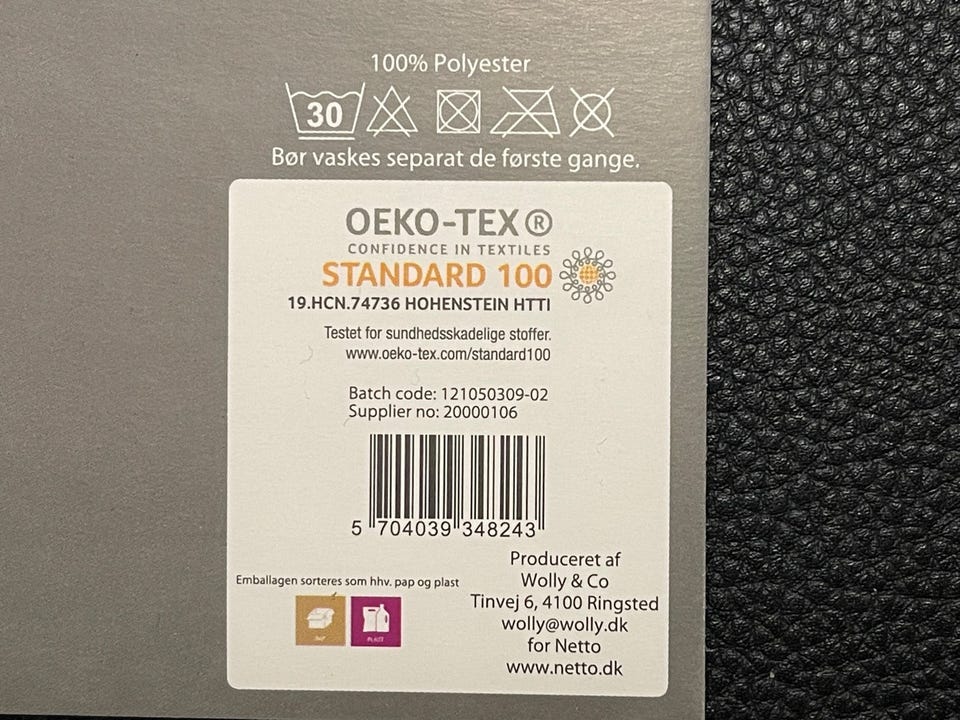 100% Polyester
30
Bør vaskes separat de første gange.
OEKO-TEX®
CONFIDENCE IN TEXTILES
STANDARD 100
19.HCN.74736 HOHENSTEIN HTTI
Testet for sundhedsskadelige stoffer.
www.oeko-tex.com/standard100
Batch code: 121050309-02
Supplier no: 20000106
5 704039 348243
Emballagen sorteres som hhv. pap og plast
PAP
PLAST
Produceret af
Wolly & Co
Tinvej 6, 4100 Ringsted
wolly@wolly.dk
for Netto
www.netto.dk